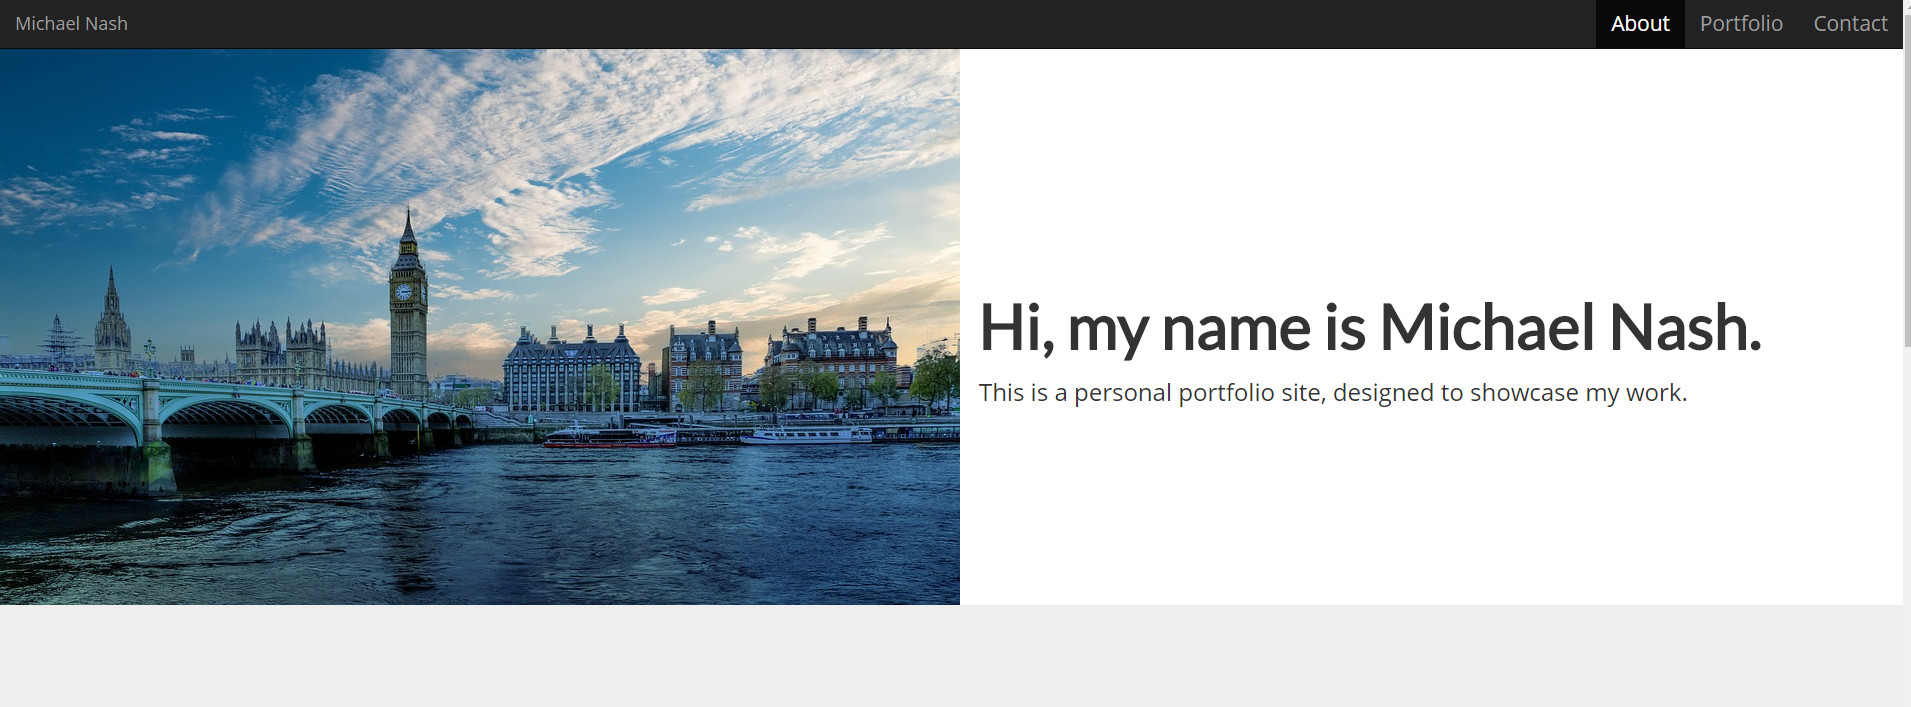 Michael Nash
About
Portfolio
Contact
Hi, my name is Michael Nash.
This is a personal portfolio site, designed to showcase my work.